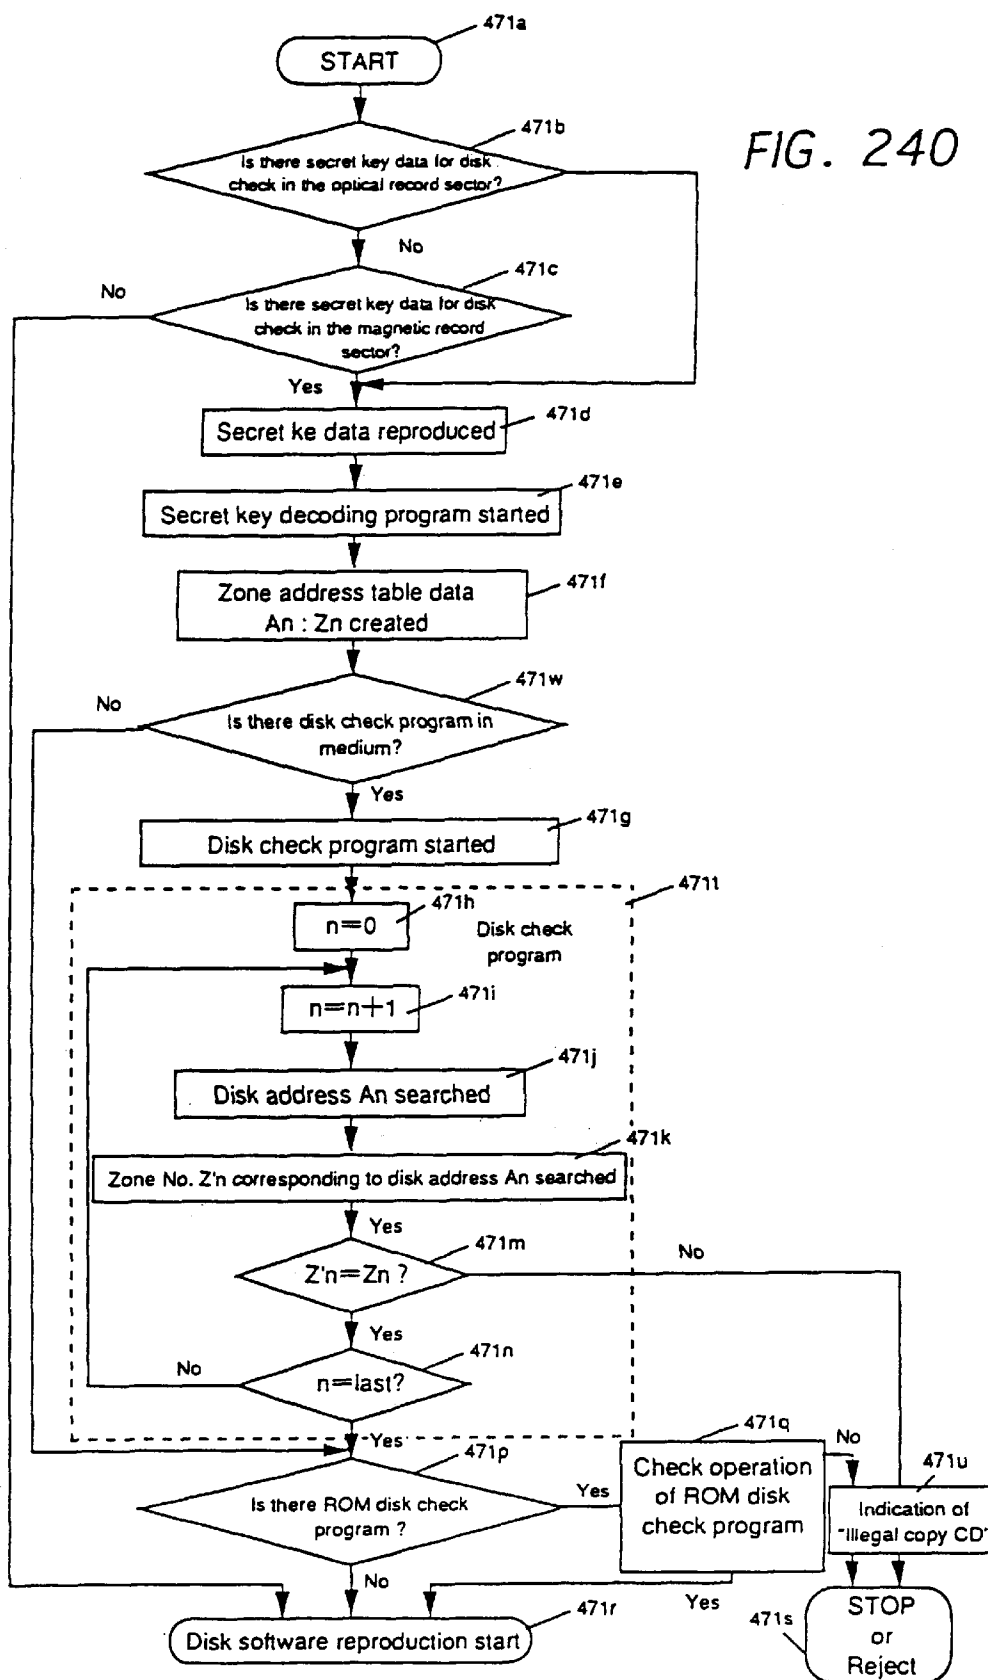 471a
START
FIG. 240
471b
Is there secret key data for disk
check in the optical record sector?
No
471c
No
Is there secret key data for disk
check in the magnetic record
sector?
Yes
471d
Secret ke data reproduced
471e
Secret key decoding program started
471f
Zone address table data
An : Zn created
471w
No
Is there disk check program in
medium?
Yes
471g
Disk check program started
471t
471h
n=0
Disk check
program
471i
n=n+1
471j
Disk address An searched
471k
Zone No. Z'n corresponding to disk address An searched
Yes
471m
No
Z'n=Zn ?
Yes
471n
No
n=last?
Yes
471p
471q
No
471u
Is there ROM disk check
program ?
Yes
Check operation
of ROM disk
check program
Indication of
"Illegal copy CD"
No
Yes
471r
Disk software reproduction start
471s
STOP
or
Reject